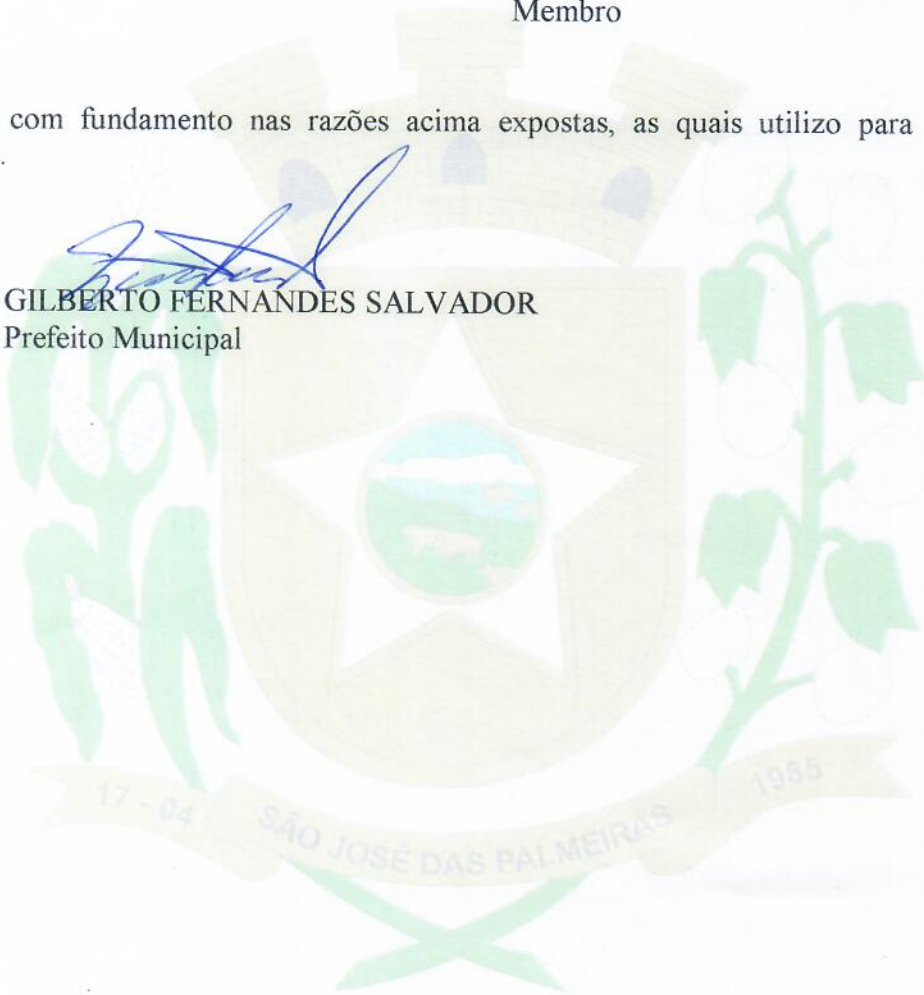 Membro
com fundamento nas razões acima expostas, as quais utilizo para
.
GILBERTO FERNANDES SALVADOR
Prefeito Municipal
17 - 04 SÃO JOSÉ DAS PALMEIRAS 1985